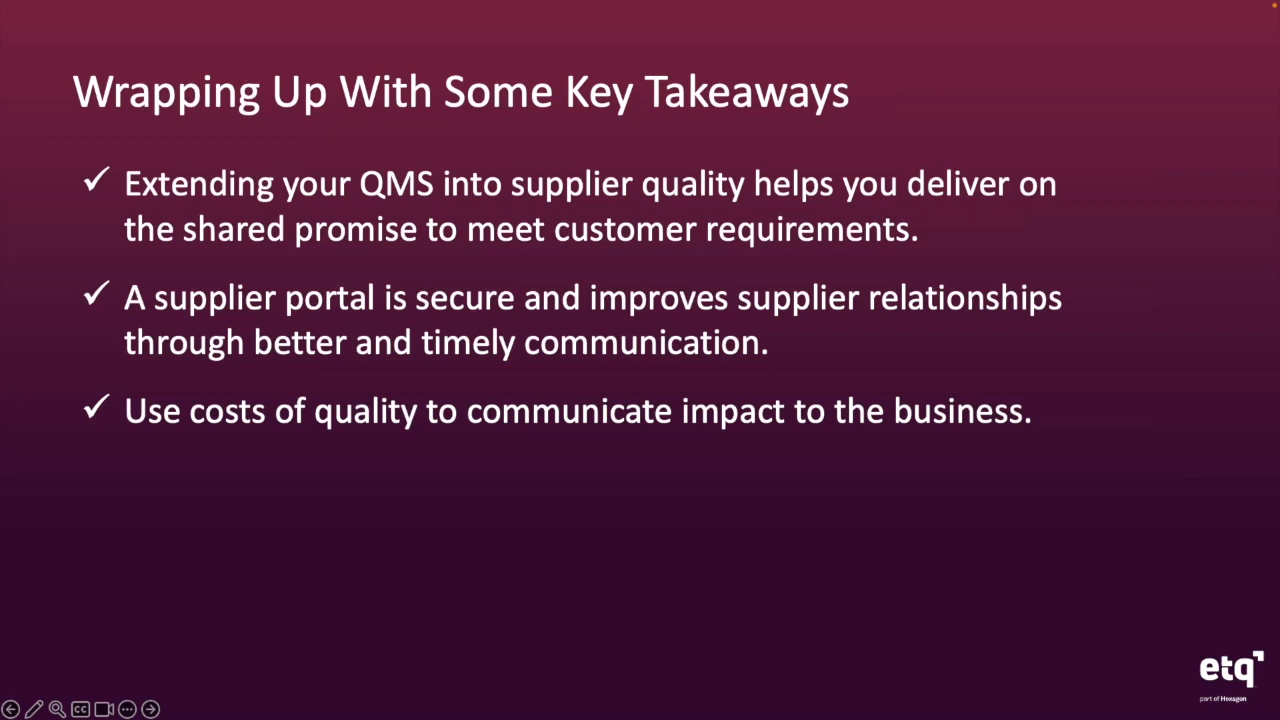 Wrapping Up With Some Key Takeaways
✓ Extending your QMS into supplier quality helps you deliver on
the shared promise to meet customer requirements.
✓ A supplier portal is secure and improves supplier relationships
through better and timely communication.
✓ Use costs of quality to communicate impact to the business.
etq
part of Hexagon
CC